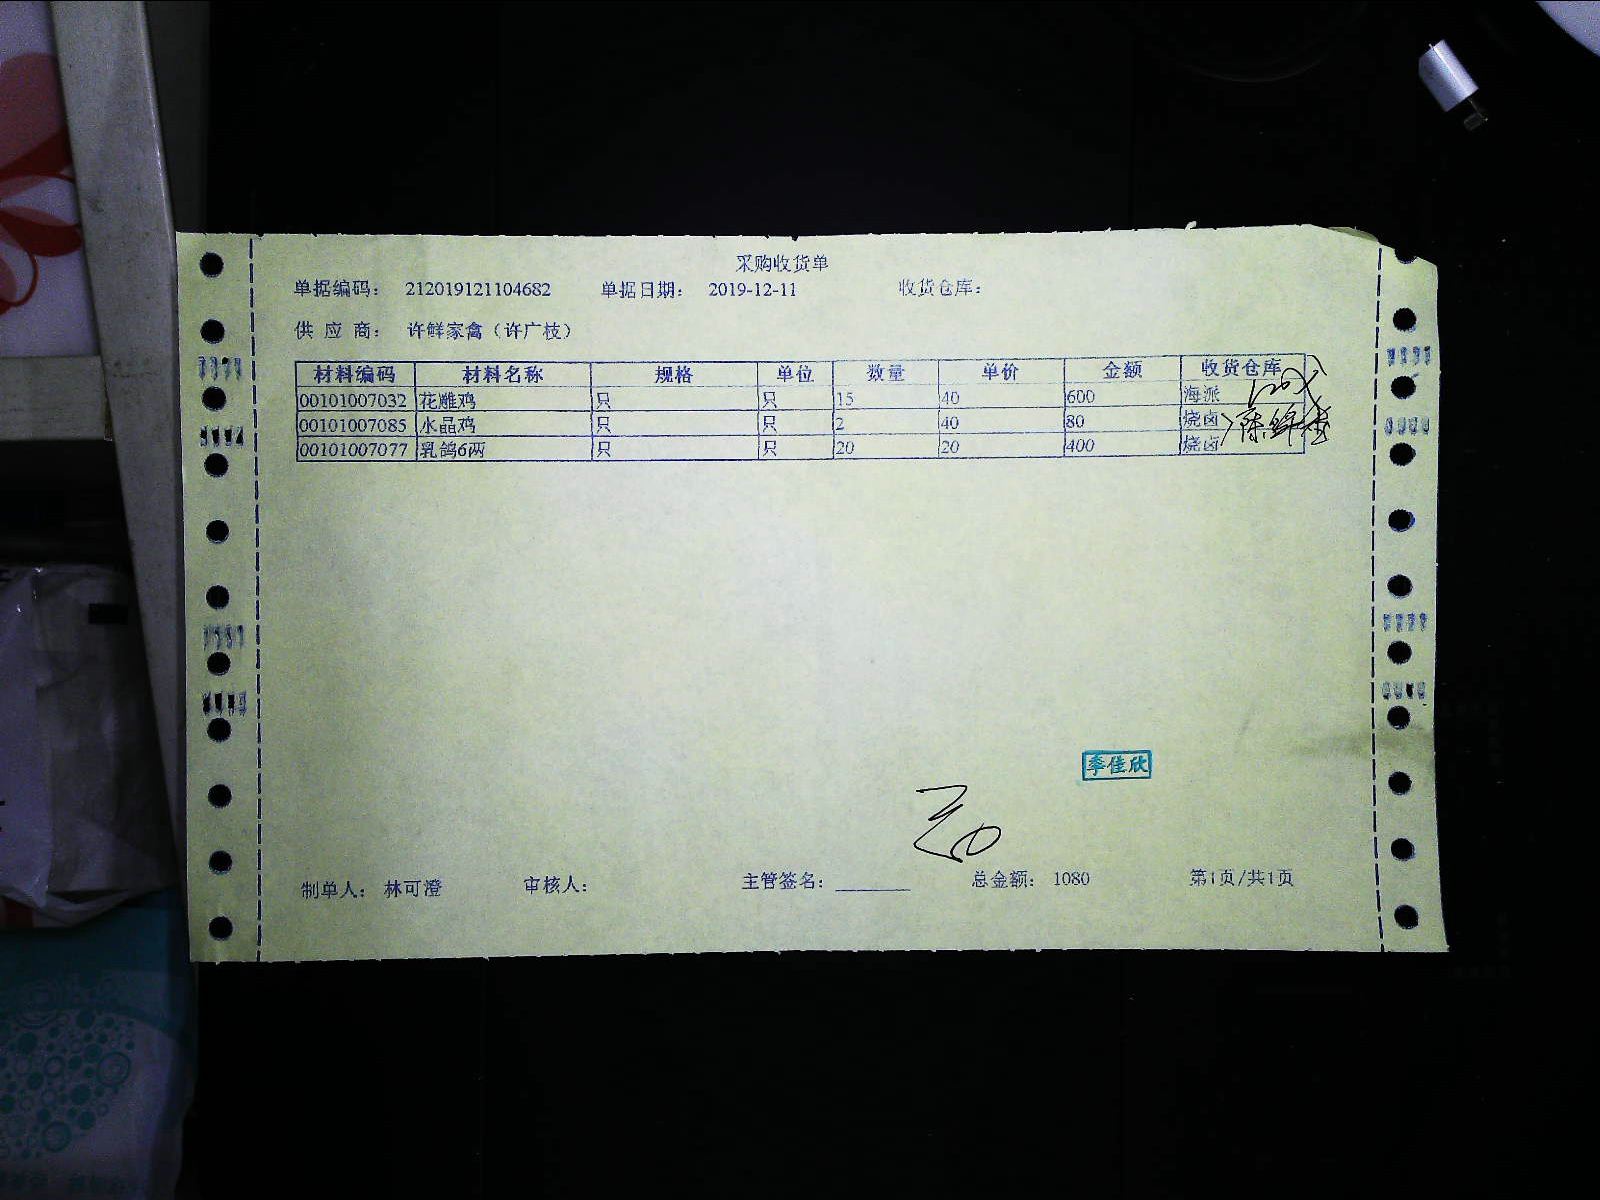 采购收货单
单据编码: 212019121104682 单据日期: 2019-12-11 收货仓库:
供 应 商: 许鲜家禽(许广枝)
材料编码 材料名称 规格 单位 数量 单价 金额 收货仓库
00101007032 花雕鸡 只 只 15 40 600 海派
00101007085 水晶鸡 只 只 2 40 80 烧卤
00101007077 乳鸽6两 只 只 20 20 400 烧卤
季佳欣
制单人: 林可澄 审核人: 主管签名: 总金额: 1080 第1页/共1页